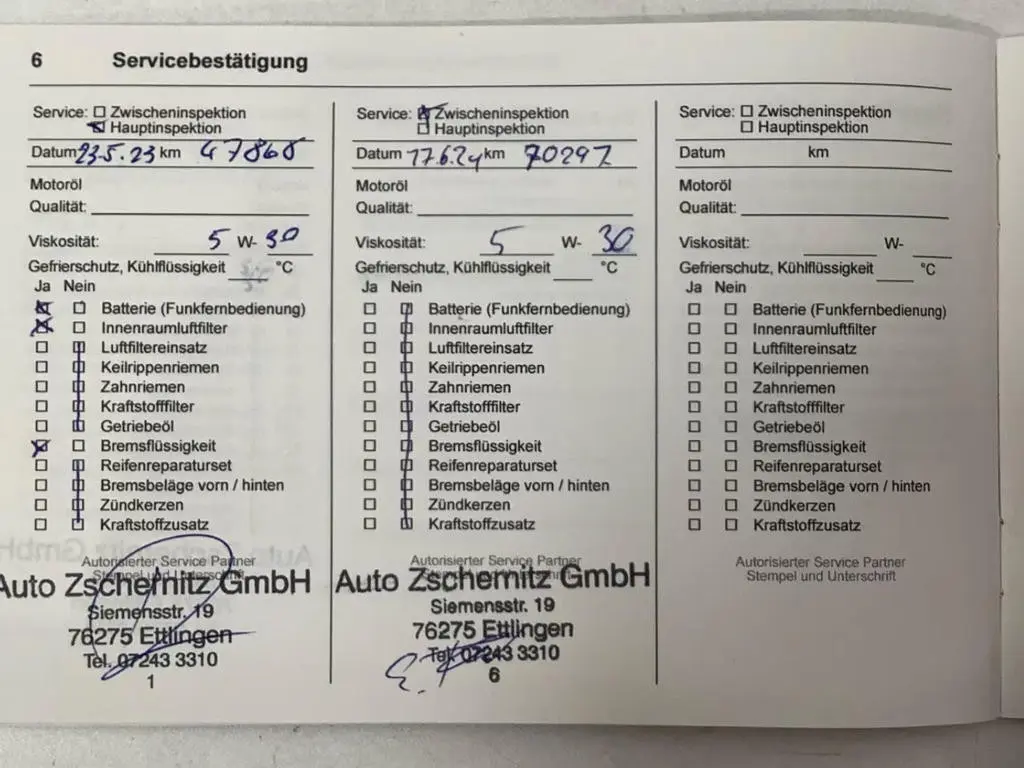 6 Servicebestätigung
Service: Zwischeninspektion
Hauptinspektion
Datum 23.5.23 km 47868
Motoröl
Qualität:
Viskosität: 5 W- 30
Gefrierschutz, Kühlflüssigkeit °C
Ja Nein
Batterie (Funkfernbedienung)
Innenraumluftfilter
Luftfiltereinsatz
Keilrippenriemen
Zahnriemen
Kraftstofffilter
Getriebeöl
Bremsflüssigkeit
Reifenreparaturset
Bremsbeläge vorn / hinten
Zündkerzen
Kraftstoffzusatz
Autorisierter Service Partner
Stempel und Unterschrift
Auto Zschernitz GmbH
Siemensstr. 19
76275 Ettlingen
Tel. 07243 3310
1
Service: Zwischeninspektion
Hauptinspektion
Datum 17.6.24 km 70297
Motoröl
Qualität:
Viskosität: 5 W- 30
Gefrierschutz, Kühlflüssigkeit °C
Ja Nein
Batterie (Funkfernbedienung)
Innenraumluftfilter
Luftfiltereinsatz
Keilrippenriemen
Zahnriemen
Kraftstofffilter
Getriebeöl
Bremsflüssigkeit
Reifenreparaturset
Bremsbeläge vorn / hinten
Zündkerzen
Kraftstoffzusatz
Autorisierter Service Partner
Stempel und Unterschrift
Auto Zschernitz GmbH
Siemensstr. 19
76275 Ettlingen
Tel. 07243 3310
6
Service: Zwischeninspektion
Hauptinspektion
Datum km
Motoröl
Qualität:
Viskosität: W-
Gefrierschutz, Kühlflüssigkeit °C
Ja Nein
Batterie (Funkfernbedienung)
Innenraumluftfilter
Luftfiltereinsatz
Keilrippenriemen
Zahnriemen
Kraftstofffilter
Getriebeöl
Bremsflüssigkeit
Reifenreparaturset
Bremsbeläge vorn / hinten
Zündkerzen
Kraftstoffzusatz
Autorisierter Service Partner
Stempel und Unterschrift